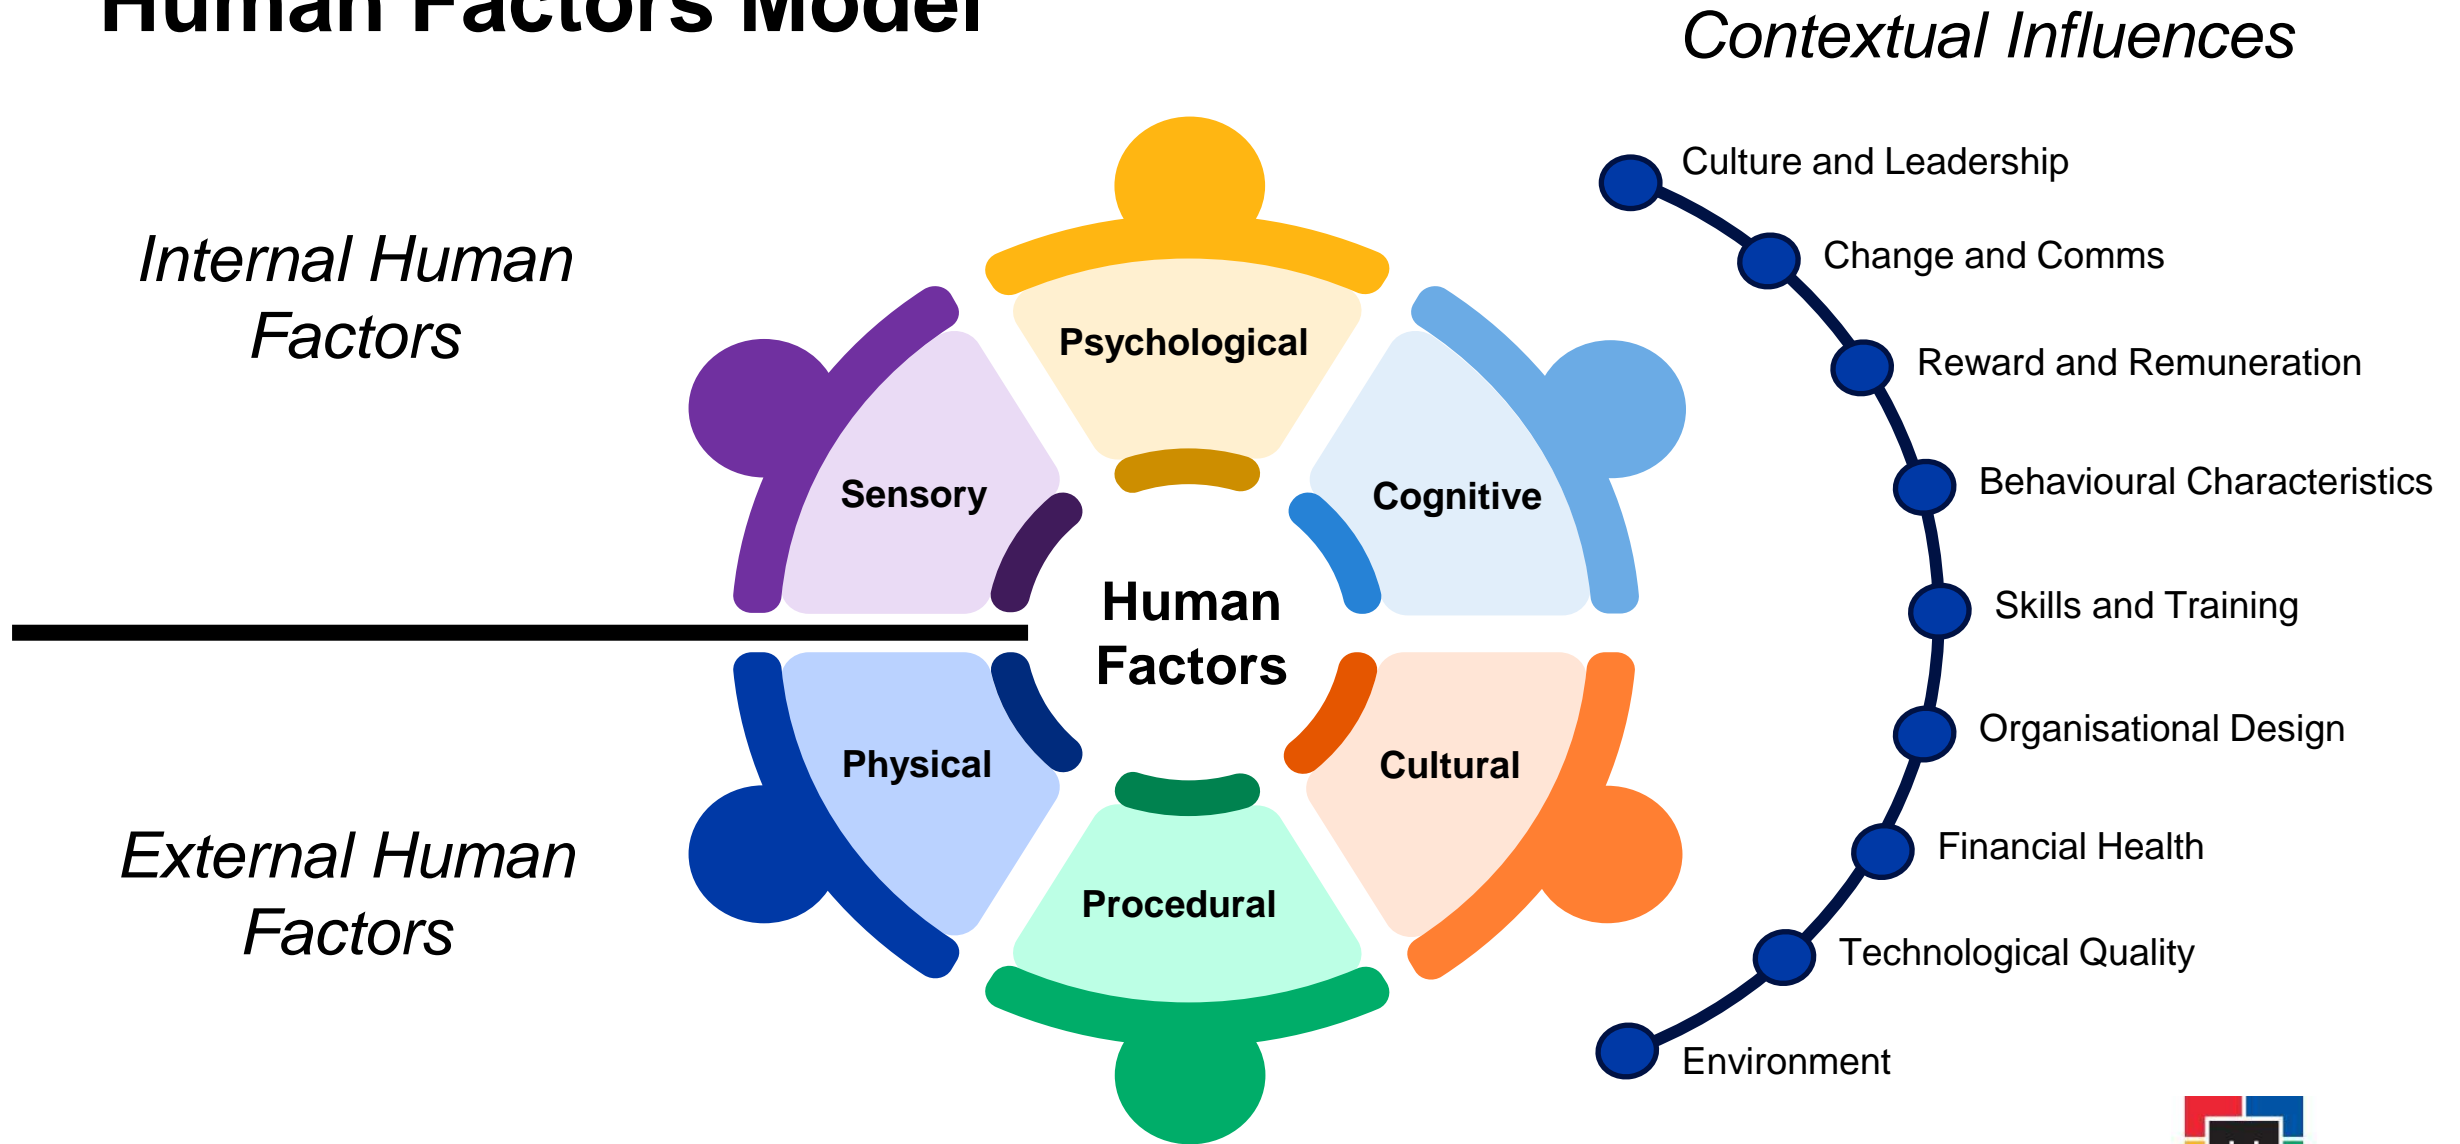 Human Factors Model
Contextual Influences
Internal Human
Factors
External Human
Factors
Psychological
Sensory
Cognitive
Human
Factors
Physical
Cultural
Procedural
Culture and Leadership
Change and Comms
Reward and Remuneration
Behavioural Characteristics
Skills and Training
Organisational Design
Financial Health
Technological Quality
Environment